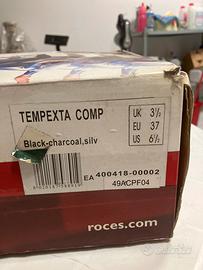 TEMPEXTA COMP
UK 3½
EU 37
US 6½
Black-charcoal,silv
EA 400418-00002
49ACPF04
roces.com